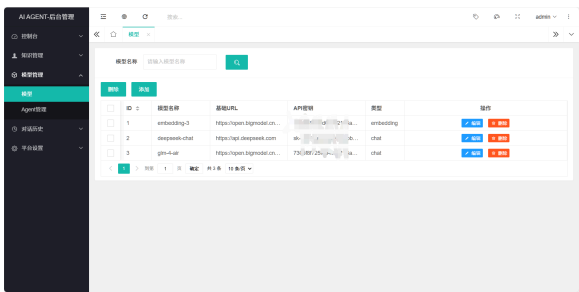 AI AGENT-后台管理
搜索...
admin
控制台
知识管理
模型管理
模型
Agent管理
对话历史
平台设置
模型
模型名称 请输入模型名称
删除 添加
ID 模型名称 基础URL API密钥 类型 操作
1 embedding-3 https://open.bigmodel.cn... embedding 编辑 删除
2 deepseek-chat https://api.deepseek.com sk- chat 编辑 删除
3 glm-4-air https://open.bigmodel.cn... chat 编辑 删除
1 到第 1 页 确定 共 3 条 10 条/页